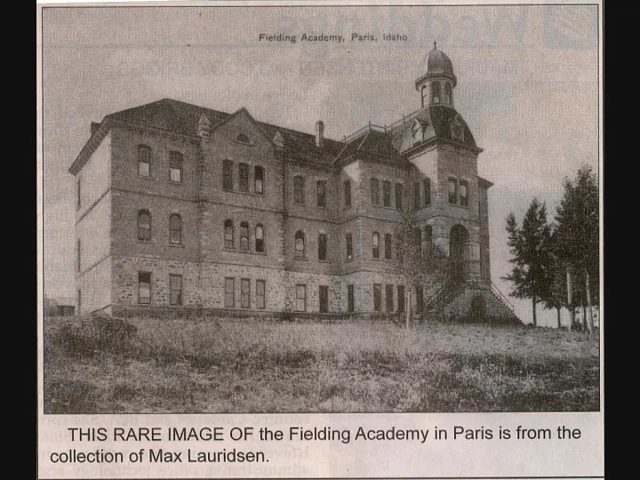 Fielding Academy, Paris, Idaho
THIS RARE IMAGE OF the Fielding Academy in Paris is from the
collection of Max Lauridsen.